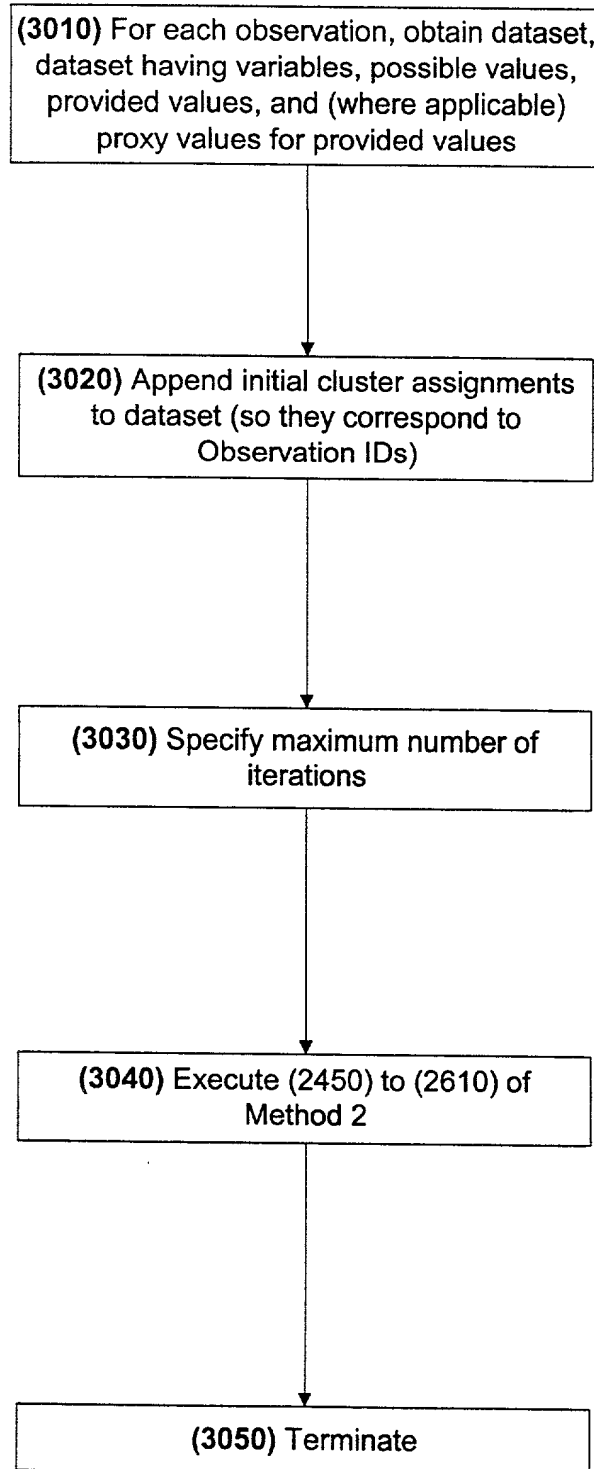 (3010) For each observation, obtain dataset,
dataset having variables, possible values,
provided values, and (where applicable)
proxy values for provided values
(3020) Append initial cluster assignments
to dataset (so they correspond to
Observation IDs)
(3030) Specify maximum number of
iterations
(3040) Execute (2450) to (2610) of
Method 2
(3050) Terminate